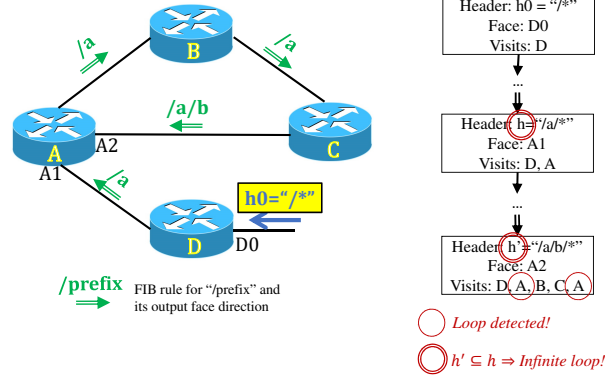 /a
B
/a
/a/b
A
A2
A1
C
/a
h0="/*"
D
D0
/prefix
FIB rule for "/prefix" and
its output face direction
Header: h0 = "/*"
Face: D0
Visits: D
...
Header: h="/a/*"
Face: A1
Visits: D, A
...
Header: h'="/a/b/*"
Face: A2
Visits: D, A, B, C, A
Loop detected!
h′ ⊆ h ⇒ Infinite loop!